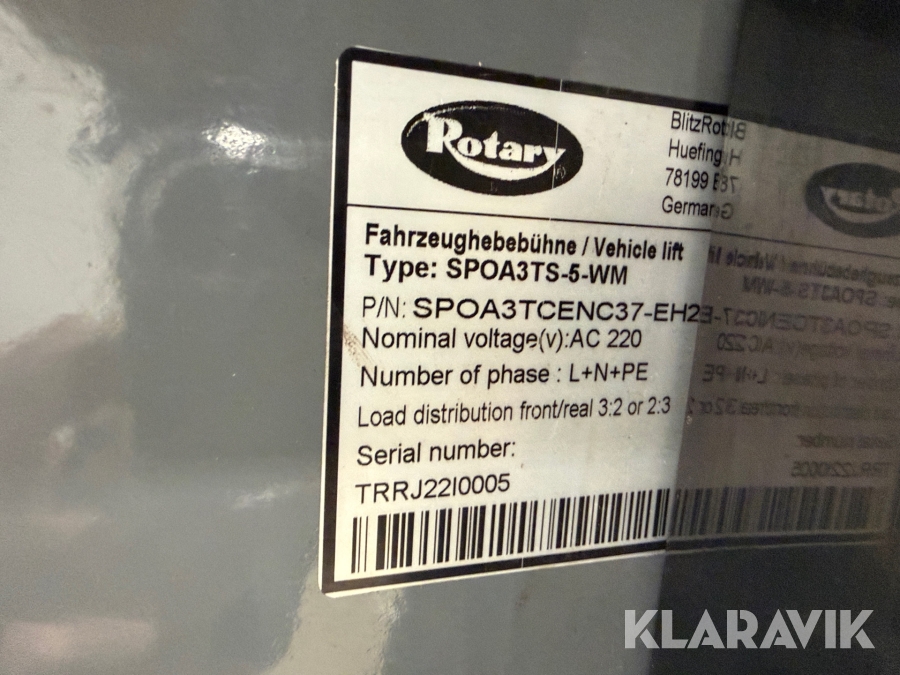 Rotary
BlitzRot
Huefing
78199
German
Fahrzeughebebühne / Vehicle lift
Type: SPOA3TS-5-WM
P/N: SPOA3TCENC37-EH2
Nominal voltage(v):AC 220
Number of phase : L+N+PE
Load distribution front/real 3:2 or 2:3
Serial number:
TRRJ22I0005
KLARAVIK